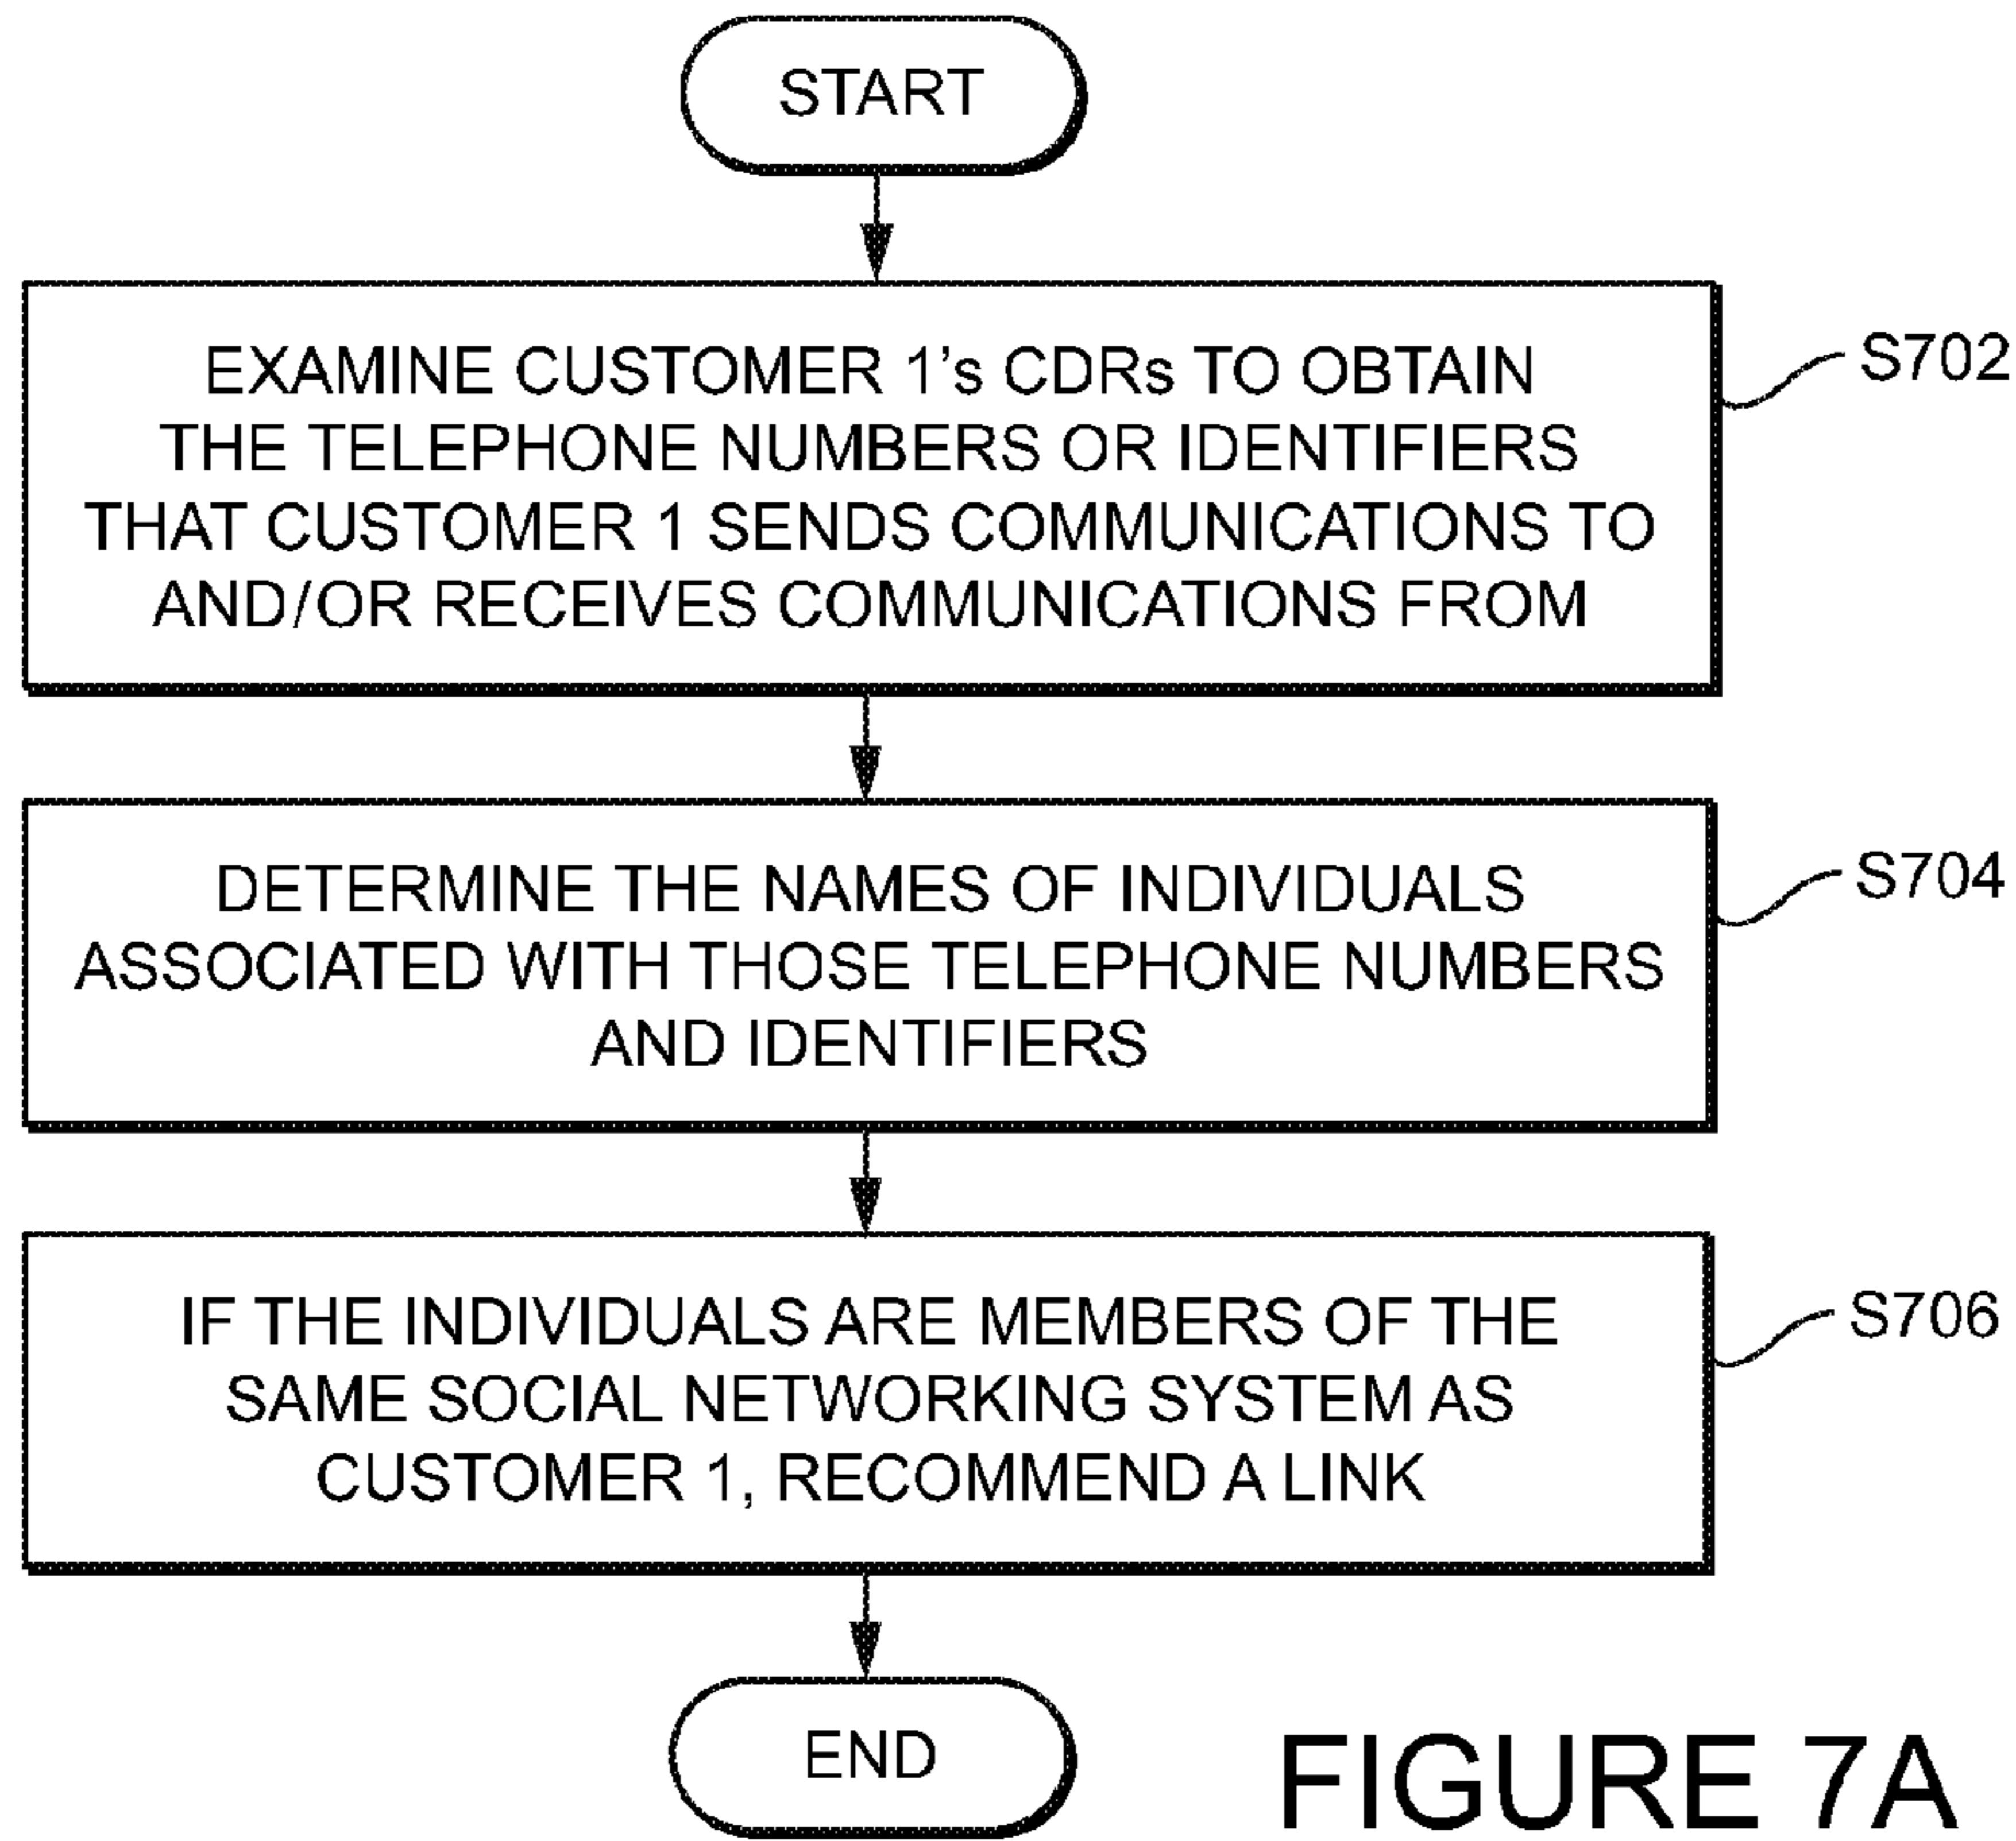 START
EXAMINE CUSTOMER 1's CDRs TO OBTAIN
THE TELEPHONE NUMBERS OR IDENTIFIERS
THAT CUSTOMER 1 SENDS COMMUNICATIONS TO
AND/OR RECEIVES COMMUNICATIONS FROM
S702
DETERMINE THE NAMES OF INDIVIDUALS
ASSOCIATED WITH THOSE TELEPHONE NUMBERS
AND IDENTIFIERS
S704
IF THE INDIVIDUALS ARE MEMBERS OF THE
SAME SOCIAL NETWORKING SYSTEM AS
CUSTOMER 1, RECOMMEND A LINK
S706
END
FIGURE 7A